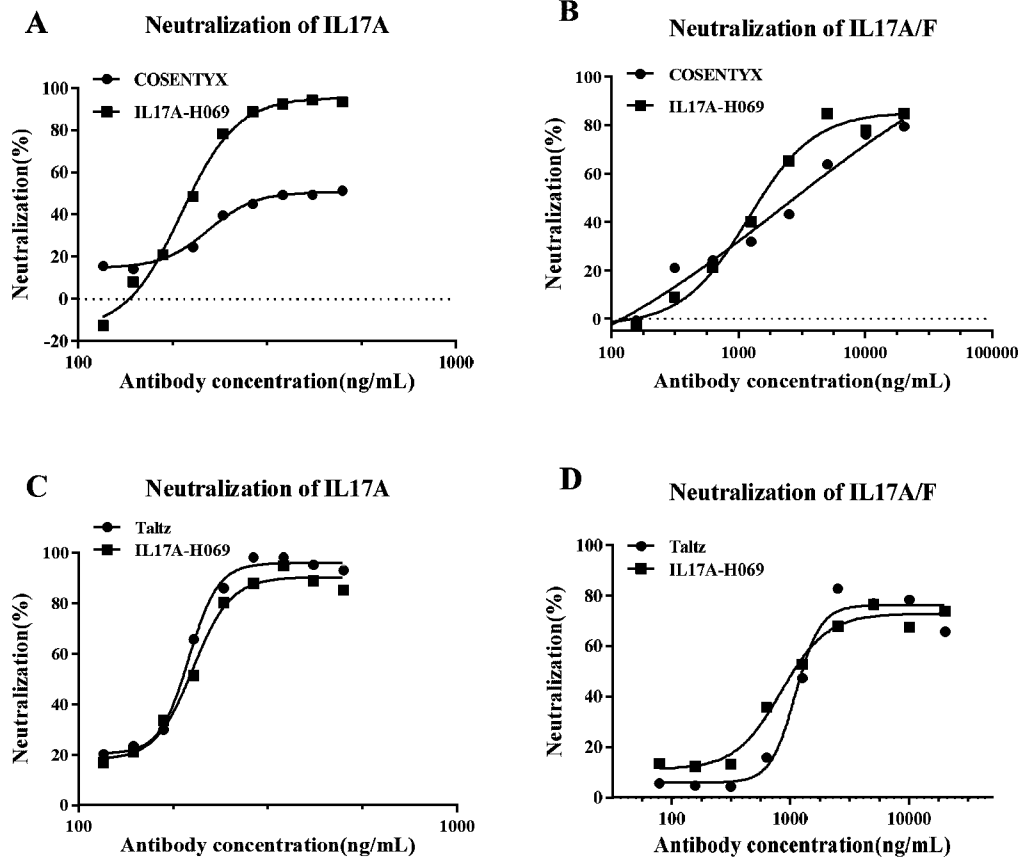 A
Neutralization of IL17A
COSENTYX
IL17A-H069
Neutralization(%)
100
80
60
40
20
0
-20
100
1000
Antibody concentration(ng/mL)
B
Neutralization of IL17A/F
COSENTYX
IL17A-H069
Neutralization(%)
100
80
60
40
20
0
100
1000
10000
100000
Antibody concentration(ng/mL)
C
Neutralization of IL17A
Taltz
IL17A-H069
Neutralization(%)
100
80
60
40
20
0
100
1000
Antibody concentration(ng/mL)
D
Neutralization of IL17A/F
Taltz
IL17A-H069
Neutralization(%)
100
80
60
40
20
0
100
1000
10000
Antibody concentration(ng/mL)